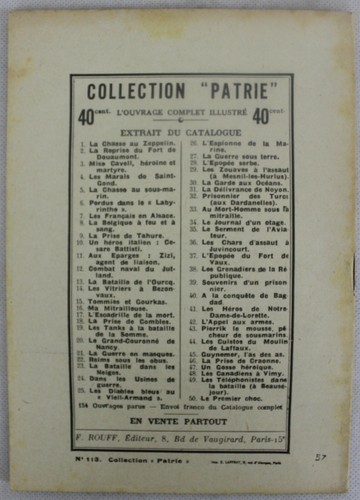 COLLECTION "PATRIE"
40 cent. L'OUVRAGE COMPLET ILLUSTRÉ 40 cent.
EXTRAIT DU CATALOGUE
1. La Chasse au Zeppelin.
2. La Reprise du Fort de Douaumont.
3. Miss Cavell, héroïne et martyre.
4. Les Marais de Saint-Gond.
5. La Chasse au sous-marin.
6. Perdus dans le « Labyrinthe ».
7. Les Français en Alsace.
8. La Belgique à feu et à sang.
9. La Prise de Tahure.
10. Un héros italien : Cesare Battisti.
11. Aux Eparges : Zizi, agent de liaison.
12. Combat naval du Jutland.
13. La Bataille de l'Ourcq.
14. Les Vitriers à Bezonvaux.
15. Tommies et Gourkas.
16. Ma Mitrailleuse.
17. L'Escadrille de la mort.
18. La Prise de Combles.
19. Les Tanks à la bataille de la Somme.
20. Le Grand-Couronné de Nancy.
21. La Guerre en masques.
22. Reims sous les obus.
23. La Bataille dans les Neiges.
24. Dans les Usines de guerre.
25. Les Diables bleus au « Vieil-Armand ».
26. L'Espionne de la Marine.
27. La Guerre sous terre.
28. L'Epopée serbe.
29. Les Zouaves à l'assaut (à Mesnil-les-Hurlus).
30. La Garde aux Océans.
31. La Délivrance de Noyon.
32. Prisonnier des Turcs (aux Dardanelles).
33. Au Mort-Homme sous la mitraille.
34. Le Journal d'un otage.
35. Le Serment de l'Aviateur.
36. Les Chars d'assaut à Juvincourt.
37. L'Epopée du Fort de Vaux.
38. Les Grenadiers de la République.
39. Souvenirs d'un prisonnier.
40. A la conquête de Bagdad.
41. Les Héros de Notre-Dame-de-Lorette.
42. L'Appel aux armes.
43. Pierrik le mousse, pêcheur de sousmarins.
44. Les Cuistos du Moulin de Laffaux.
45. Guynemer, l'as des as.
46. La Prise de Craonne.
47. Un Gosse héroïque.
48. Les Canadiens à Vimy.
49. Les Téléphonistes dans la bataille (à Beauséjour).
50. Le Premier choc.
134 Ouvrages parus — Envoi franco du Catalogue complet
EN VENTE PARTOUT
F. ROUFF, Éditeur, 8, Bd de Vaugirard, Paris-15e
N° 113. Collection « Patrie »
57